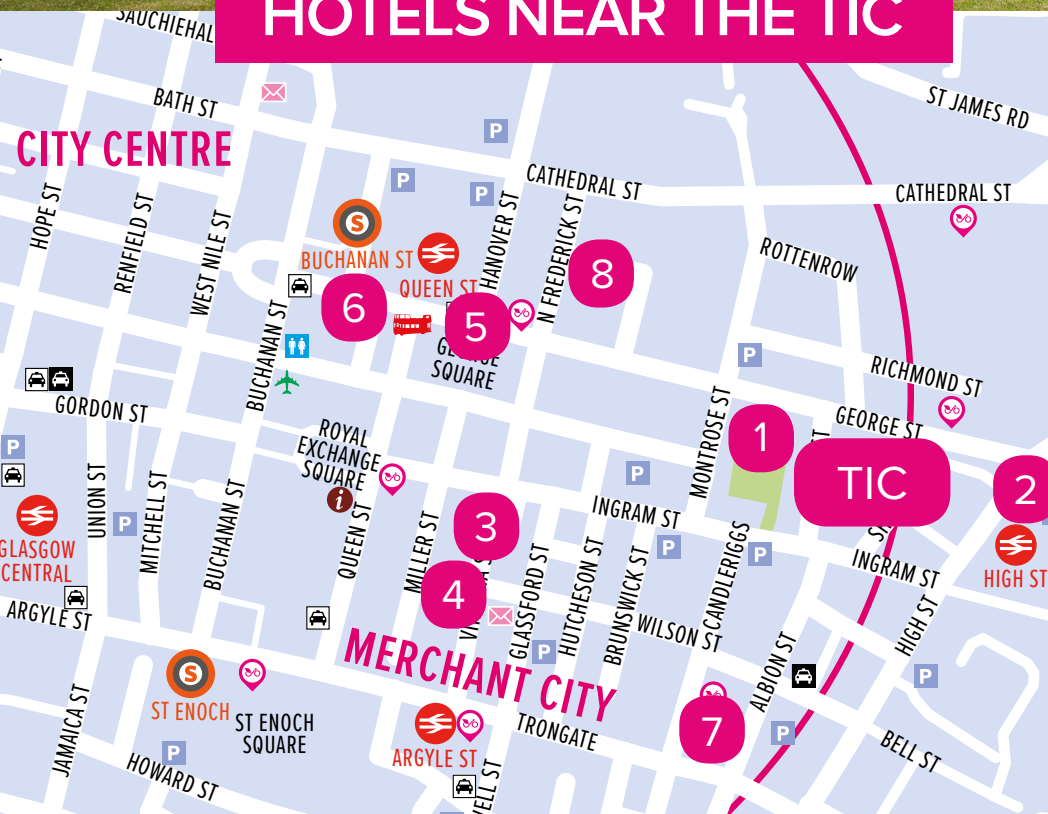 HOTELS NEAR THE TIC
SAUCHIEHAL
BATH ST
ST JAMES RD
CITY CENTRE
P
CATHEDRAL ST
CATHEDRAL ST
P
P
HOPE ST
RENFIELD ST
WEST NILE ST
HANOVER ST
N FREDERICK ST
S
BUCHANAN ST
QUEEN ST
ROTTENROW
8
6
5
GEORGE
SQUARE
BUCHANAN ST
P
RICHMOND ST
GORDON ST
GEORGE ST
MONTROSE ST
1
ST
TIC
2
ROYAL
EXCHANGE
SQUARE
i
P
P
UNION ST
P
MITCHELL ST
BUCHANAN ST
QUEEN ST
MILLER ST
3
INGRAM ST
P
P
CANDLERIGGS
INGRAM ST
HIGH ST
GLASGOW
CENTRAL
4
GLASSFORD ST
HUTCHESON ST
BRUNSWICK ST
WILSON ST
HIGH ST
ARGYLE ST
MERCHANT CITY
P
ALBION ST
P
S
ST ENOCH
ST ENOCH
SQUARE
JAMAICA ST
P
HOWARD ST
ARGYLE ST
TRONGATE
7
P
BELL ST